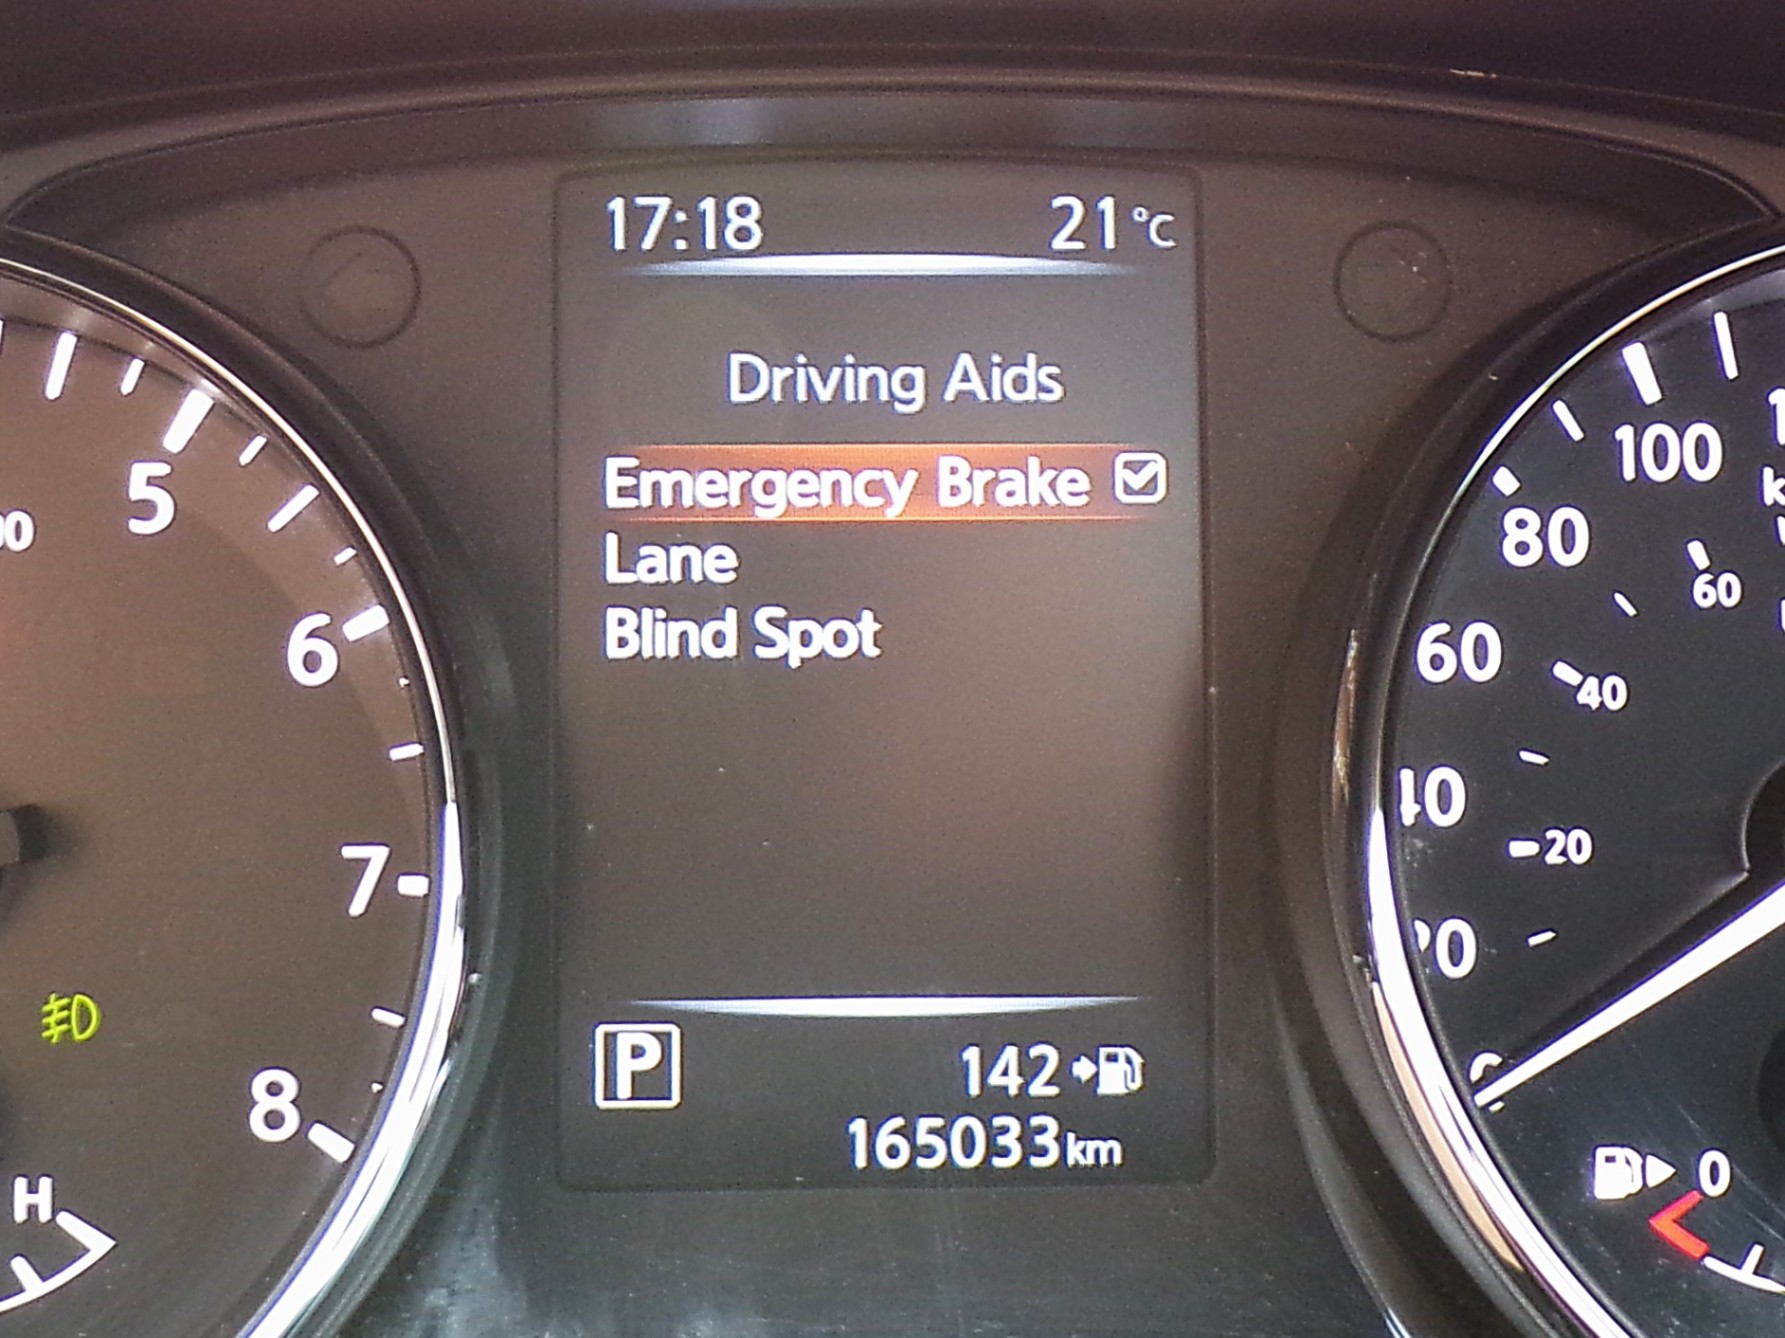 17:18 21°C
Driving Aids
Emergency Brake
Lane
Blind Spot
P 142
165033km
5
6
7
8
H
100
80
60
60
40
20
0